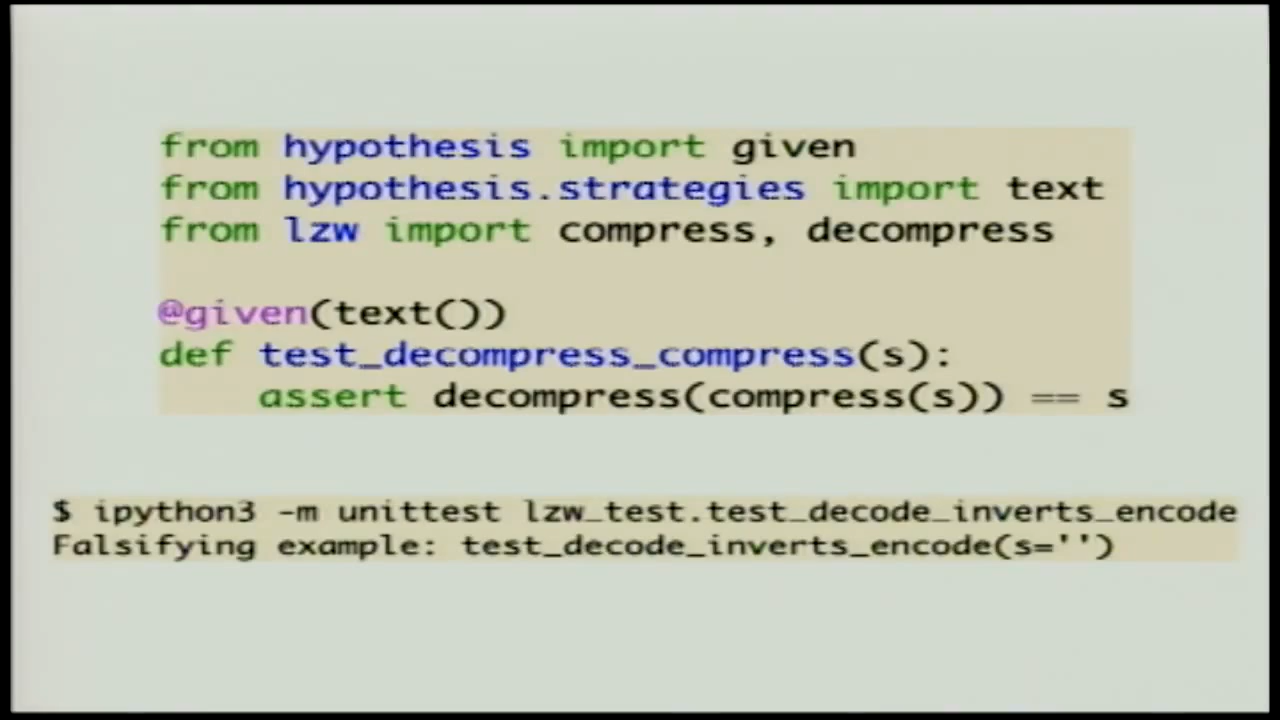 from hypothesis import given
from hypothesis.strategies import text
from lzw import compress, decompress
@given(text())
def test_decompress_compress(s):
    assert decompress(compress(s)) == s
$ ipython3 -m unittest lzw_test.test_decode_inverts_encode
Falsifying example: test_decode_inverts_encode(s='')